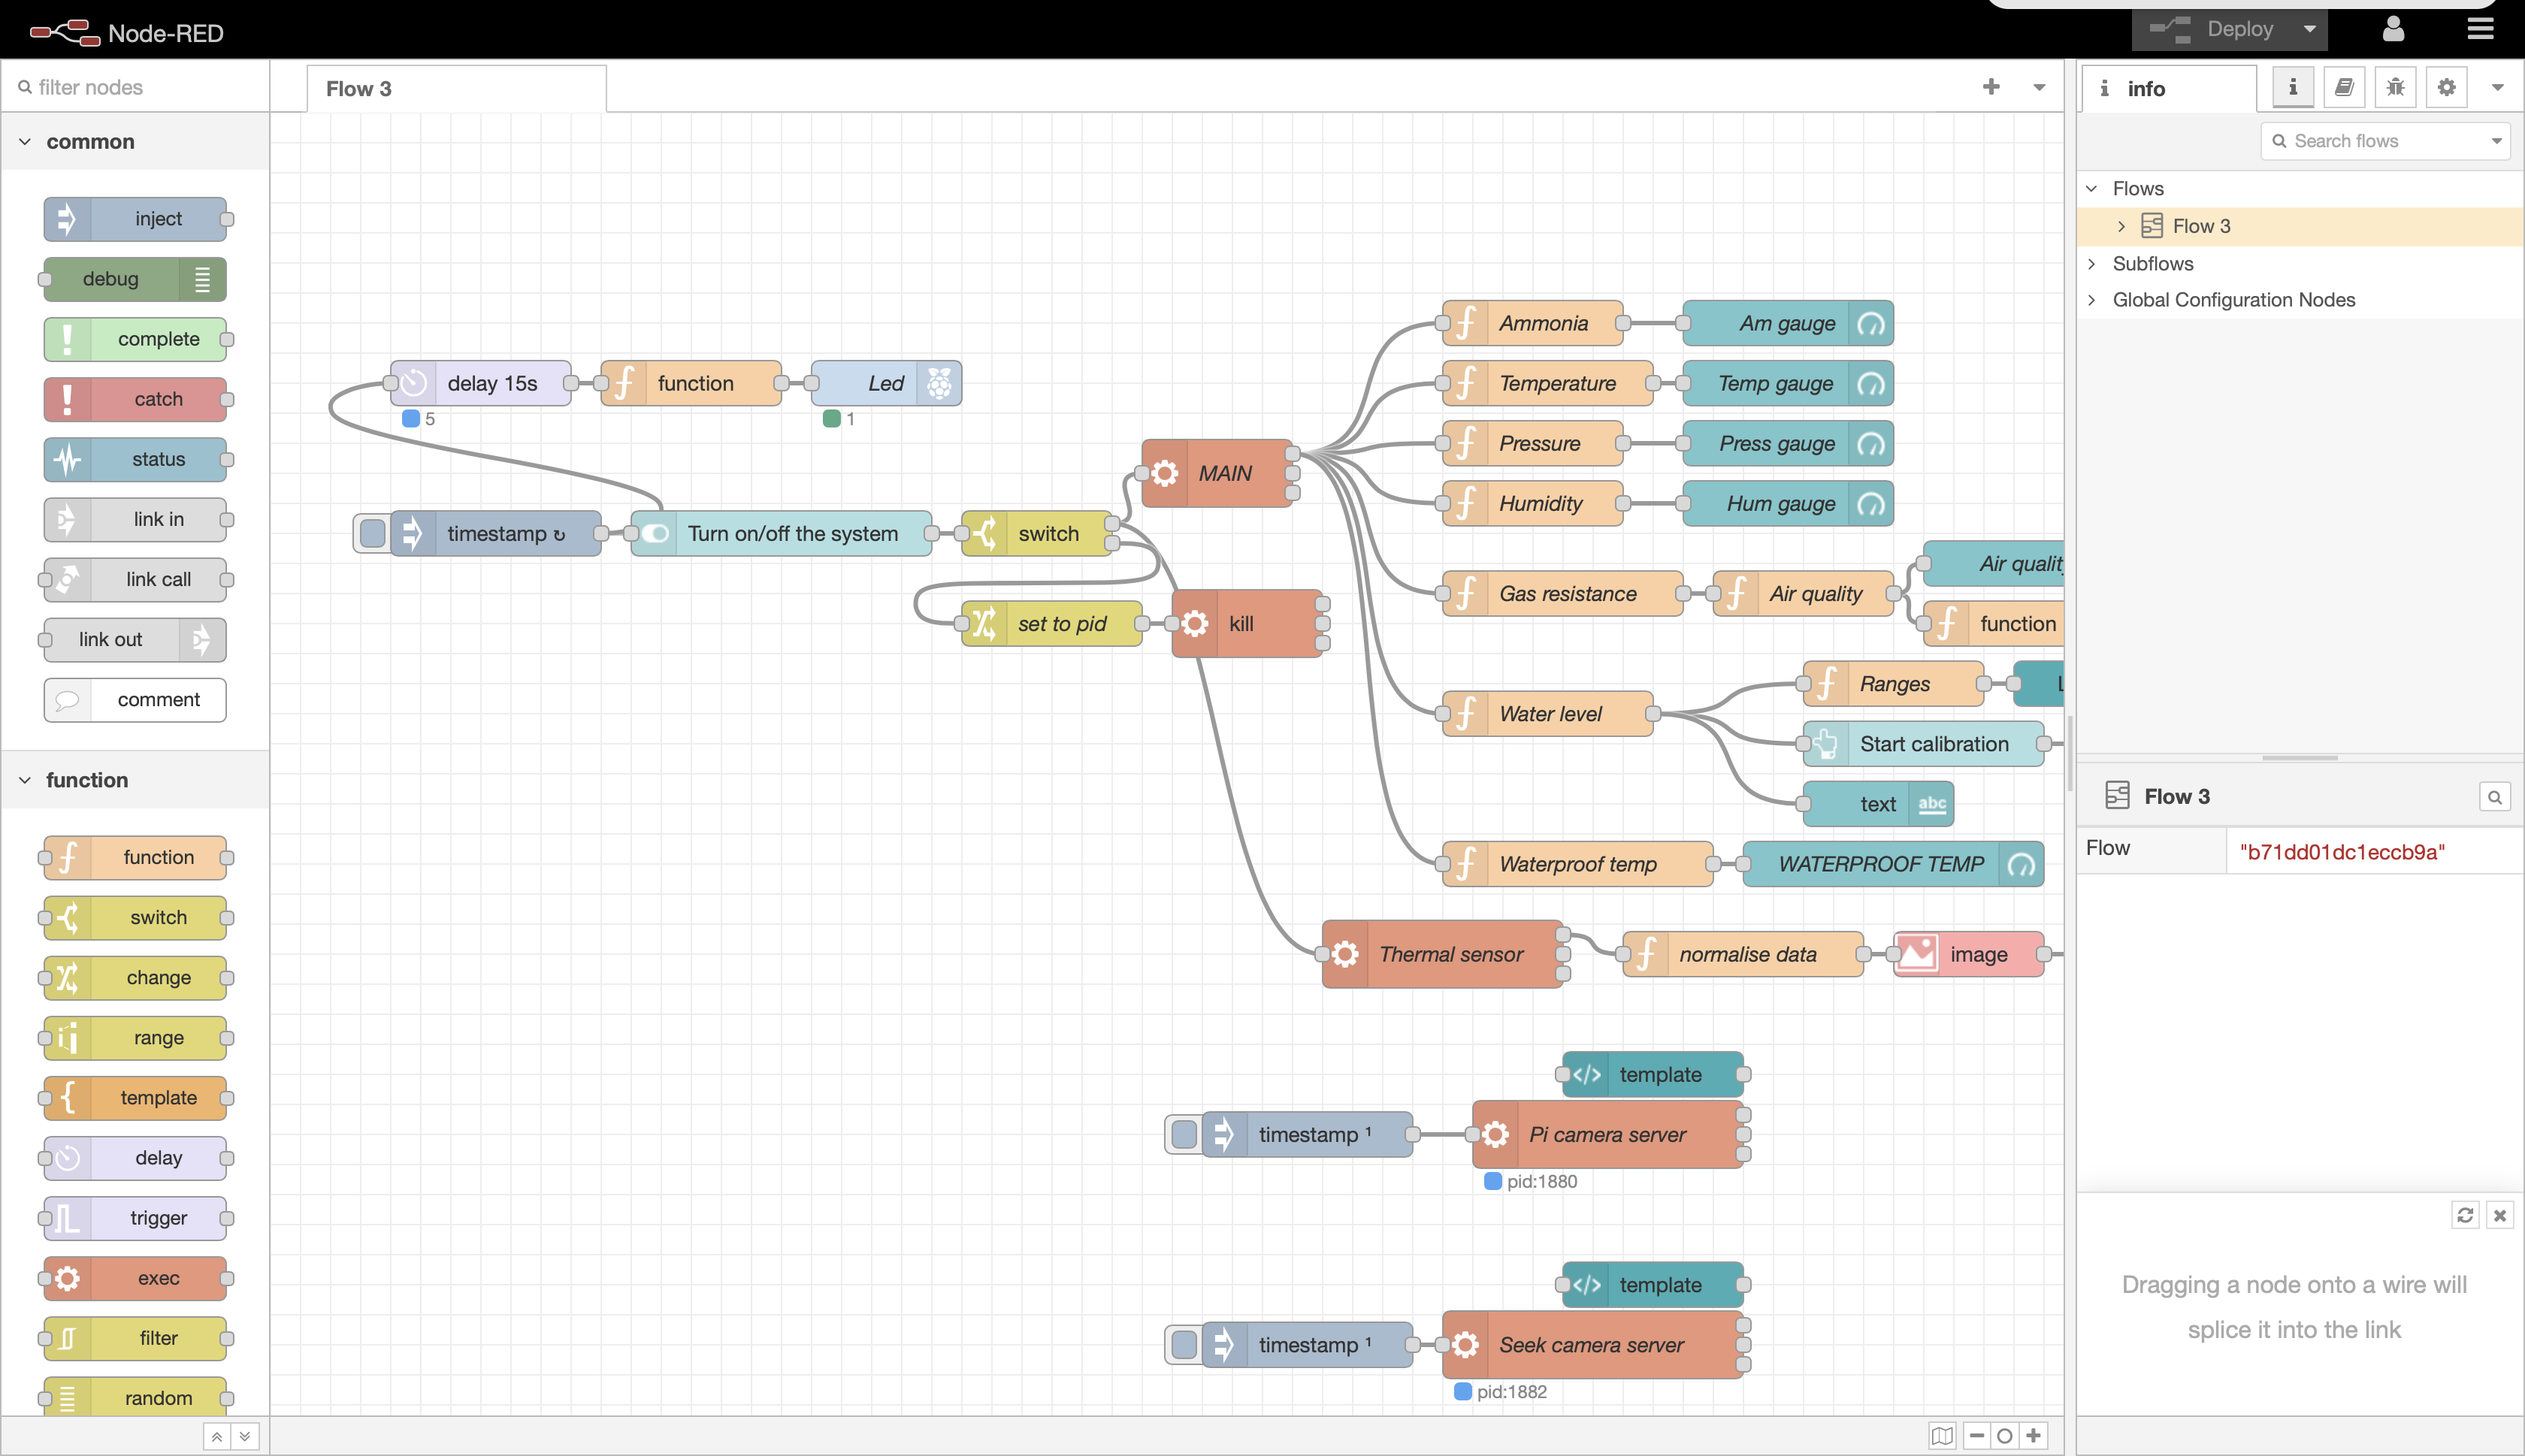 Node-RED
Deploy
filter nodes
common
inject
debug
complete
catch
status
link in
link call
link out
comment
function
function
switch
change
range
template
delay
trigger
exec
filter
random
Flow 3
delay 15s
5
function
Led
1
timestamp ↻
Turn on/off the system
switch
set to pid
kill
MAIN
Ammonia
Am gauge
Temperature
Temp gauge
Pressure
Press gauge
Humidity
Hum gauge
Gas resistance
Air quality
Air quality
function
Water level
Ranges
Start calibration
text
abc
Waterproof temp
WATERPROOF TEMP
Thermal sensor
normalise data
image
template
timestamp ¹
Pi camera server
pid:1880
template
timestamp ¹
Seek camera server
pid:1882
i info
i
Search flows
Flows
Flow 3
Subflows
Global Configuration Nodes
Flow 3
Flow "b71dd01dc1eccb9a"
Dragging a node onto a wire will
splice it into the link